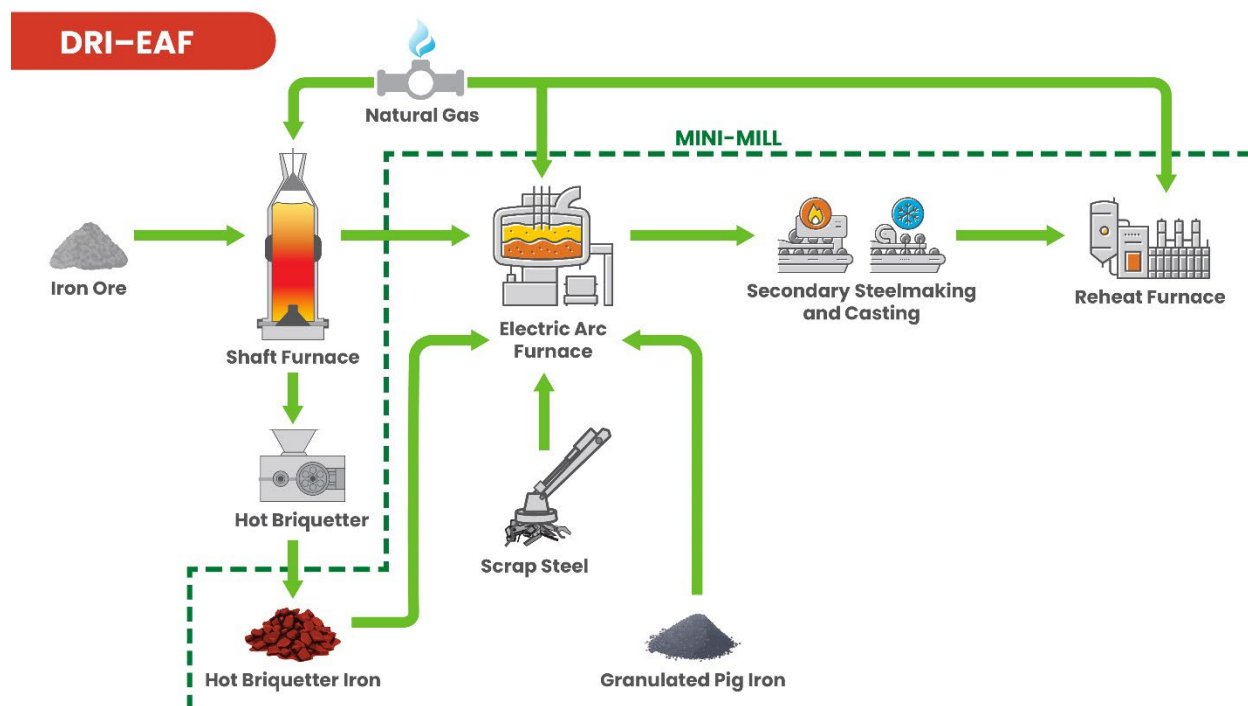 DRI–EAF
Natural Gas
MINI-MILL
Iron Ore
Shaft Furnace
Electric Arc
Furnace
Secondary Steelmaking
and Casting
Reheat Furnace
Hot Briquetter
Scrap Steel
Hot Briquetter Iron
Granulated Pig Iron